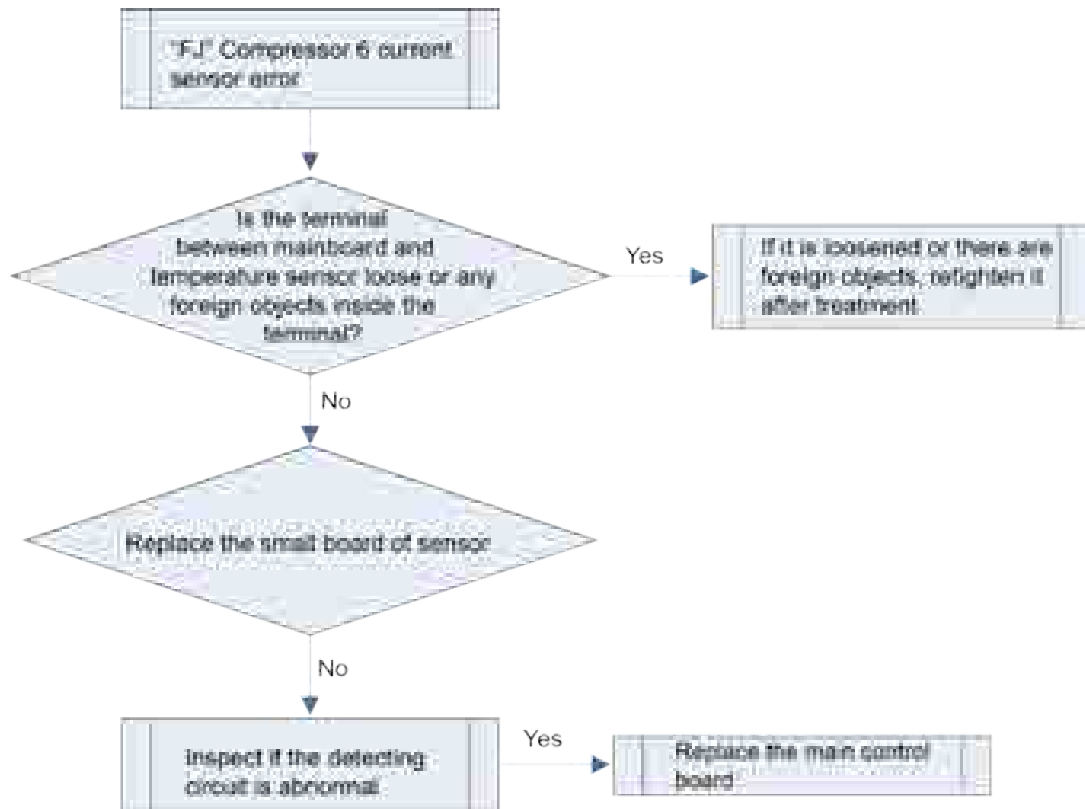 "FJ" Compressor 6 current
sensor error
Is the terminal
between mainboard and
temperature sensor loose or any
foreign objects inside the
terminal?
Yes
If it is loosened or there are
foreign objects, retighten it
after treatment
No
Replace the small board of sensor
No
Inspect if the detecting
circuit is abnormal
Yes
Replace the main control
board